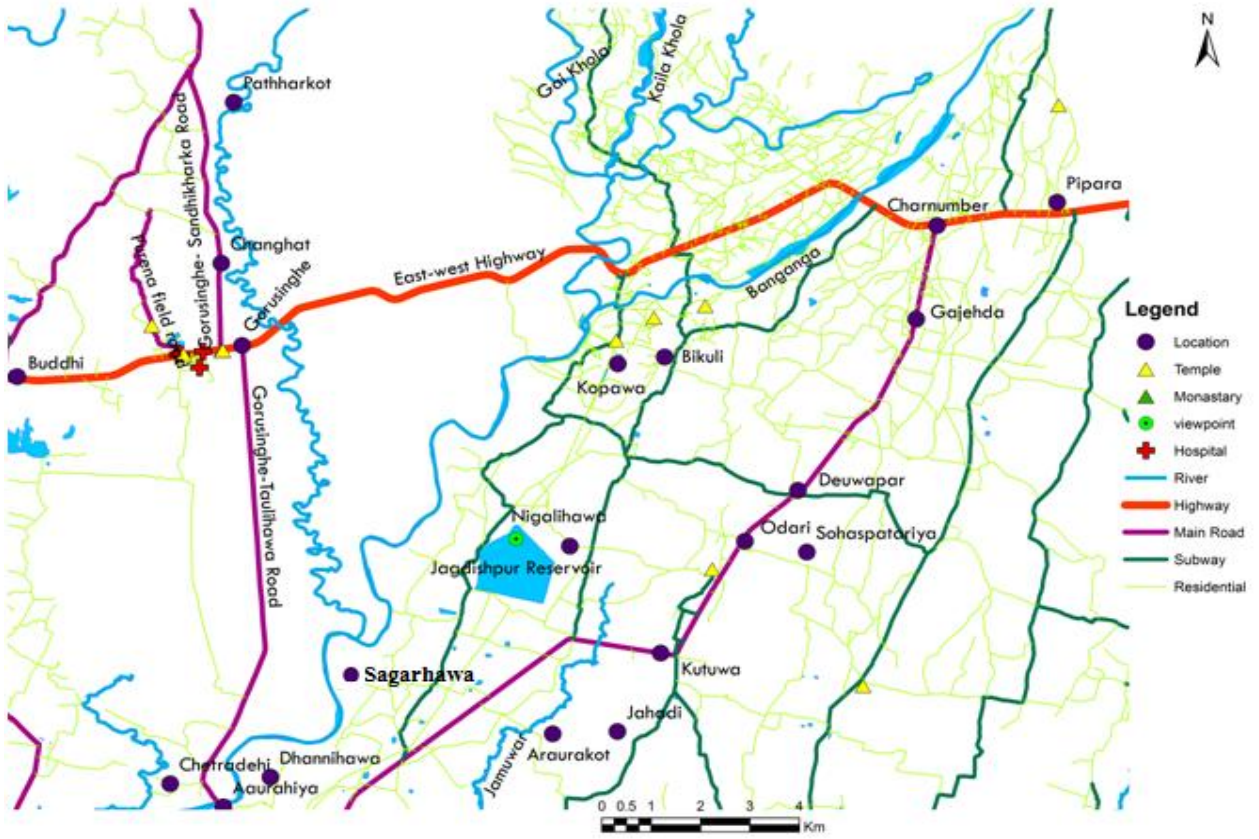 N
Pathharkot
Gai Khola
Kaila Khola
Gorusinghe- Sandhikharka Road
Purena field road
Changhat
Gorusinghe
East-west Highway
Banganga
Charnumber
Pipara
Gajehda
Buddhi
Bikuli
Kopawa
Gorusinghe-Taulihawa Road
Deuwapar
Nigalihawa
Odari
Sohaspatariya
Jagdishpur Reservoir
Sagarhawa
Kutuwa
Jahadi
Araurakot
Jamuwar
Dhannihawa
Chetradehi
Aaurahiya
0 0.5 1 2 3 4
Km
Legend
Location
Temple
Monastary
viewpoint
Hospital
River
Highway
Main Road
Subway
Residential